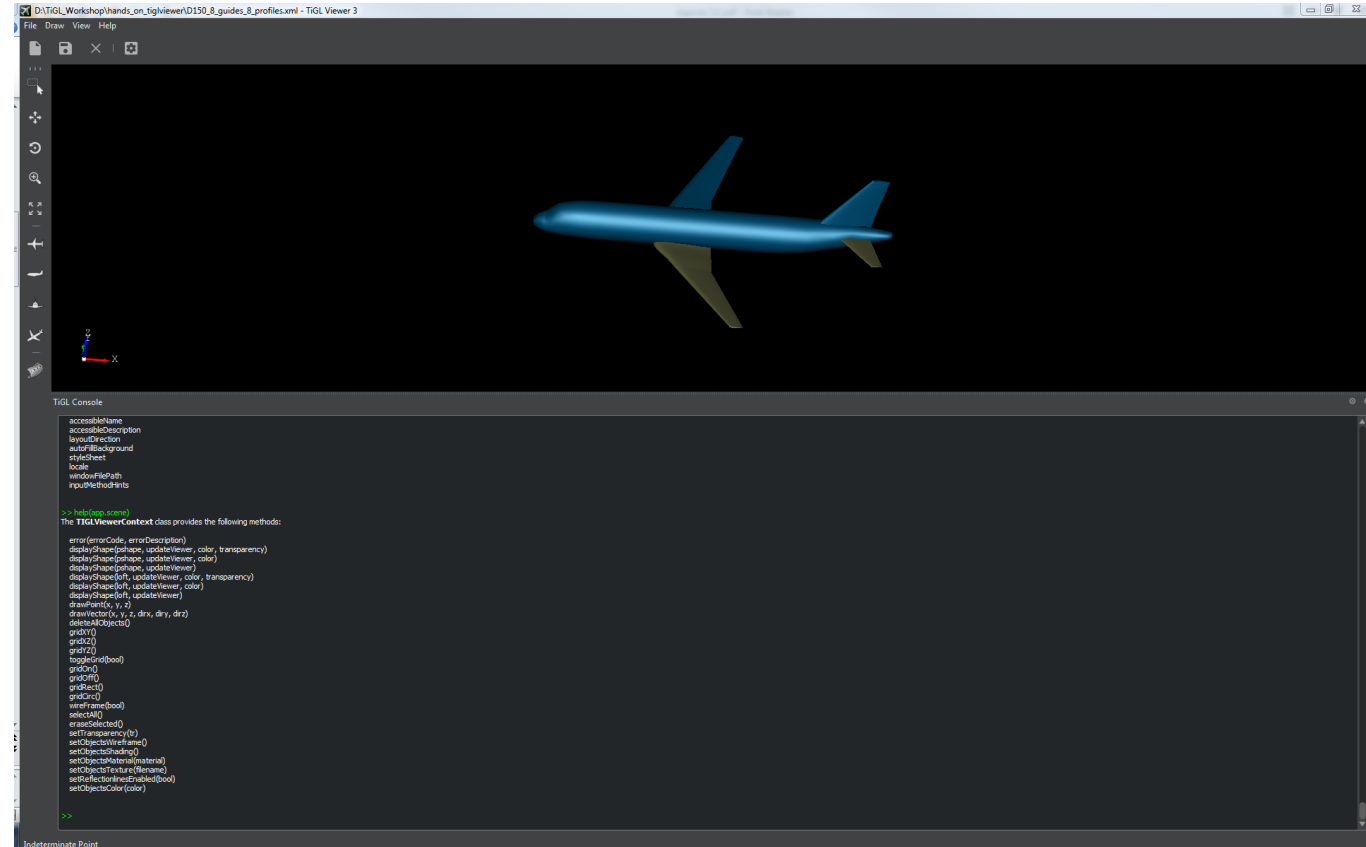 D:\TiGL_Workshop\hands_on_tiglviewer\D150_8_guides_8_profiles.xml - TiGL Viewer 3
File Draw View Help
Z
Y
X
TiGL Console
accessibleName
accessibleDescription
layoutDirection
autoFillBackground
styleSheet
locale
windowFilePath
inputMethodHints
>> help(app.scene)
The TIGLViewerContext class provides the following methods:
error(errorCode, errorDescription)
displayShape(pshape, updateViewer, color, transparency)
displayShape(pshape, updateViewer, color)
displayShape(pshape, updateViewer)
displayShape(loft, updateViewer, color, transparency)
displayShape(loft, updateViewer, color)
displayShape(loft, updateViewer)
drawPoint(x, y, z)
drawVector(x, y, z, dirx, diry, dirz)
deleteAllObjects()
gridXY()
gridXZ()
gridYZ()
toggleGrid(bool)
gridOn()
gridOff()
gridRect()
gridCirc()
wireFrame(bool)
selectAll()
eraseSelected()
setTransparency(tr)
setObjectsWireframe()
setObjectsShading()
setObjectsMaterial(material)
setObjectsTexture(filename)
setReflectionlinesEnabled(bool)
setObjectsColor(color)
>>
Indeterminate Point